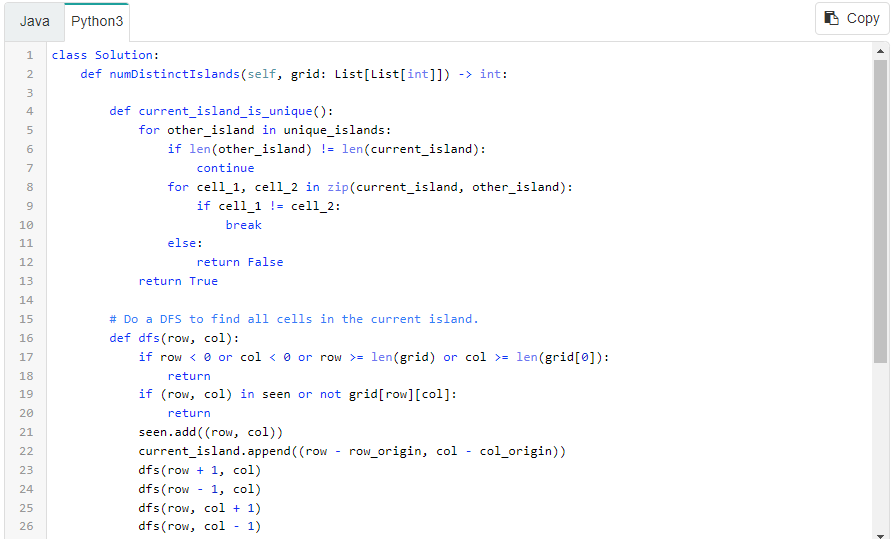 Java Python3 Copy
1 class Solution:
2     def numDistinctIslands(self, grid: List[List[int]]) -> int:
3
4         def current_island_is_unique():
5             for other_island in unique_islands:
6                 if len(other_island) != len(current_island):
7                     continue
8                 for cell_1, cell_2 in zip(current_island, other_island):
9                     if cell_1 != cell_2:
10                         break
11                 else:
12                     return False
13             return True
14
15         # Do a DFS to find all cells in the current island.
16         def dfs(row, col):
17             if row < 0 or col < 0 or row >= len(grid) or col >= len(grid[0]):
18                 return
19             if (row, col) in seen or not grid[row][col]:
20                 return
21             seen.add((row, col))
22             current_island.append((row - row_origin, col - col_origin))
23             dfs(row + 1, col)
24             dfs(row - 1, col)
25             dfs(row, col + 1)
26             dfs(row, col - 1)